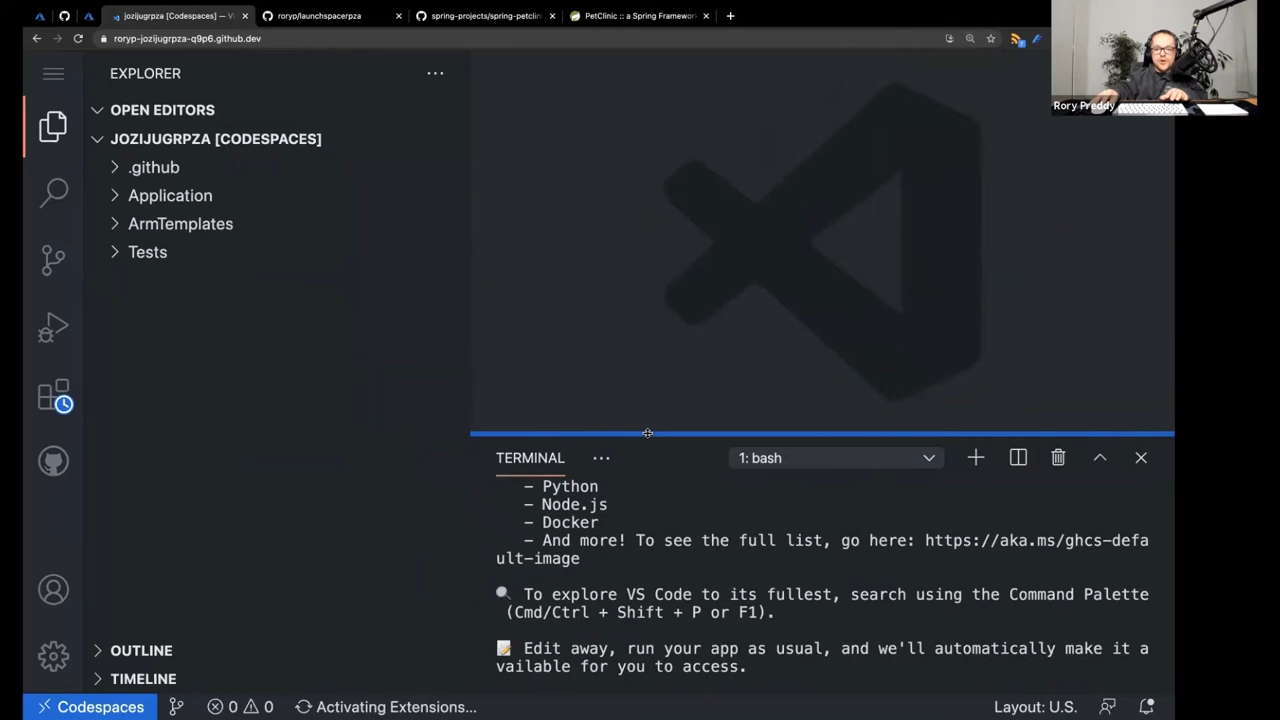 jozijugrpza [Codespaces] — V
roryp/launchspacerpza
spring-projects/spring-petclin
PetClinic :: a Spring Framework
roryp-jozijugrpza-q9p6.github.dev
Rory Preddy
EXPLORER
OPEN EDITORS
JOZIJUGRPZA [CODESPACES]
.github
Application
ArmTemplates
Tests
OUTLINE
TIMELINE
TERMINAL
1: bash
– Python
– Node.js
– Docker
– And more! To see the full list, go here: https://aka.ms/ghcs-defa
ult-image
To explore VS Code to its fullest, search using the Command Palette
(Cmd/Ctrl + Shift + P or F1).
Edit away, run your app as usual, and we'll automatically make it a
vailable for you to access.
Codespaces
0
0
Activating Extensions...
Layout: U.S.